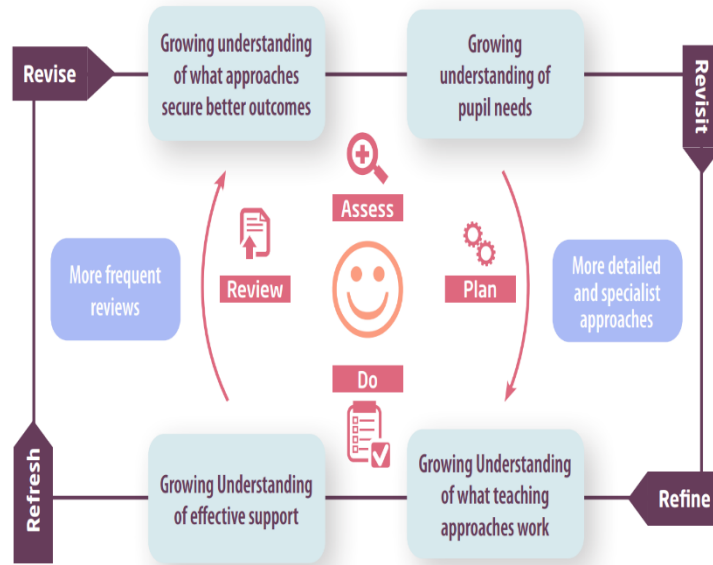 Revise
Growing understanding
of what approaches
secure better outcomes
Growing
understanding of
pupil needs
Revisit
Assess
More frequent
reviews
Review
Plan
More detailed
and specialist
approaches
Do
Refresh
Growing Understanding
of effective support
Growing Understanding
of what teaching
approaches work
Refine